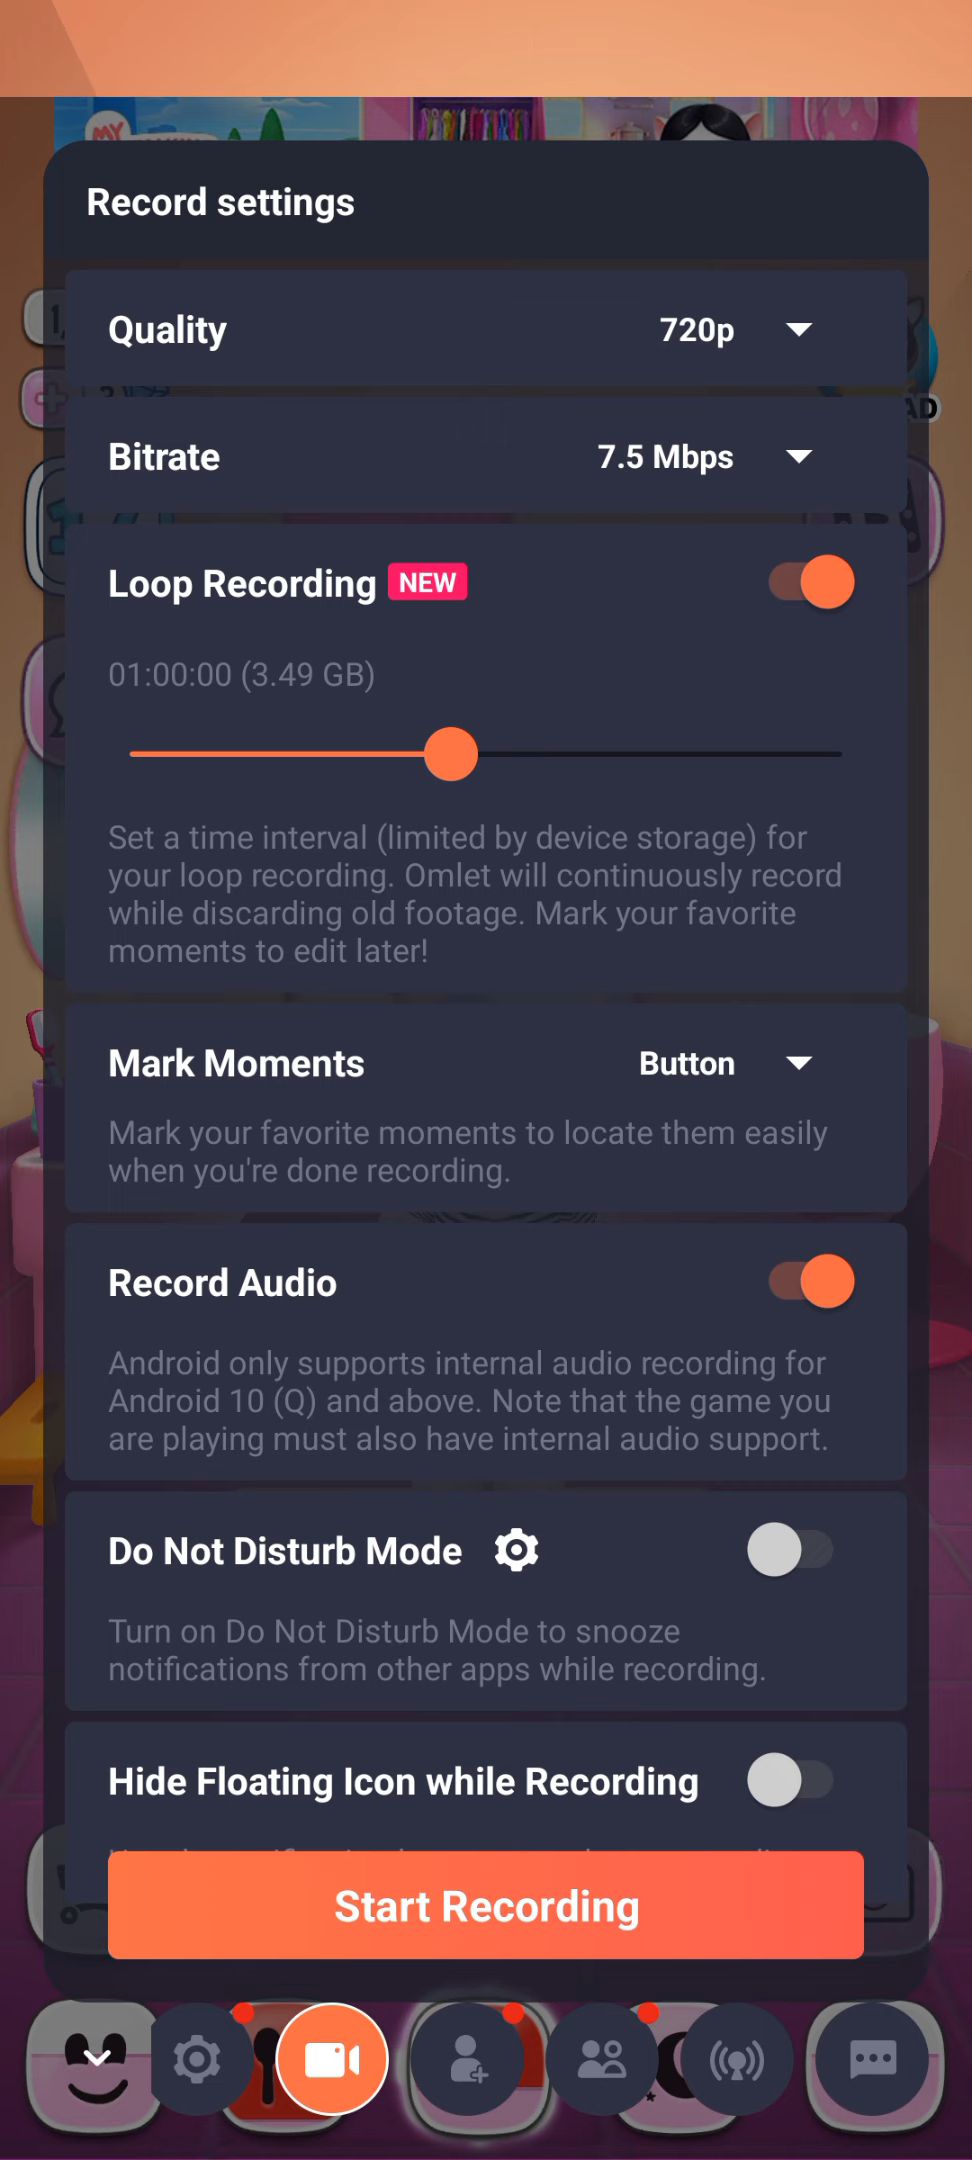 MY
Record settings
Quality 720p
AD
Bitrate 7.5 Mbps
Loop Recording NEW
01:00:00 (3.49 GB)
Set a time interval (limited by device storage) for
your loop recording. Omlet will continuously record
while discarding old footage. Mark your favorite
moments to edit later!
Mark Moments Button
Mark your favorite moments to locate them easily
when you're done recording.
Record Audio
Android only supports internal audio recording for
Android 10 (Q) and above. Note that the game you
are playing must also have internal audio support.
Do Not Disturb Mode
Turn on Do Not Disturb Mode to snooze
notifications from other apps while recording.
Hide Floating Icon while Recording
Start Recording